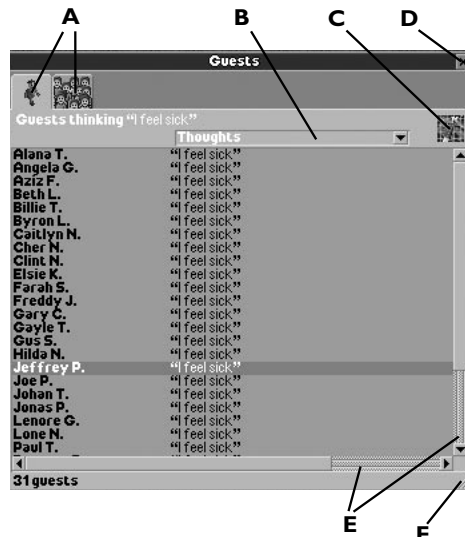 A B C D
Guests
Guests thinking “I feel sick”
Thoughts
Alana T. “I feel sick”
Angela G. “I feel sick”
Aziz F. “I feel sick”
Beth L. “I feel sick”
Billie T. “I feel sick”
Byron L. “I feel sick”
Caitlyn N. “I feel sick”
Cher N. “I feel sick”
Clint N. “I feel sick”
Elsie K. “I feel sick”
Farah S. “I feel sick”
Freddy J. “I feel sick”
Gary C. “I feel sick”
Gayle T. “I feel sick”
Gus S. “I feel sick”
Hilda N. “I feel sick”
Jeffrey P. “I feel sick”
Joe P. “I feel sick”
Johan T. “I feel sick”
Jonas P. “I feel sick”
Lenore G. “I feel sick”
Lone N. “I feel sick”
Paul T. “I feel sick”
31 guests
E F